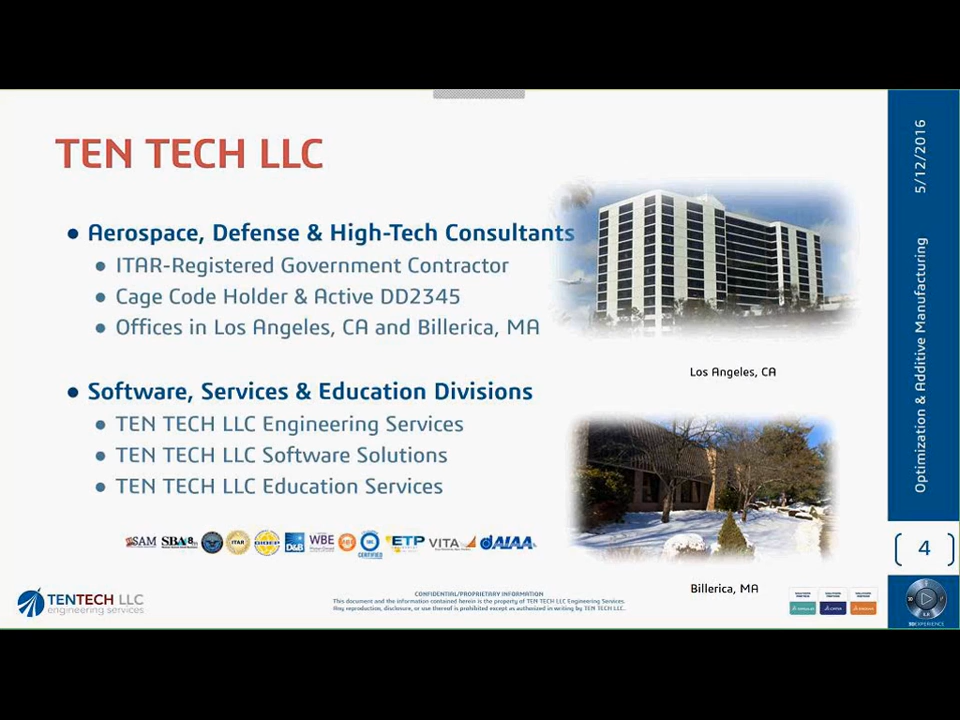 TEN TECH LLC
Aerospace, Defense & High-Tech Consultants
ITAR-Registered Government Contractor
Cage Code Holder & Active DD2345
Offices in Los Angeles, CA and Billerica, MA
Software, Services & Education Divisions
TEN TECH LLC Engineering Services
TEN TECH LLC Software Solutions
TEN TECH LLC Education Services
Los Angeles, CA
Billerica, MA
SAM SBA ITAR D&B WBE CERTIFIED ETP VITA AIAA
TENTECH LLC
engineering services
CONFIDENTIAL/PROPRIETARY INFORMATION
This document and the information contained herein is the property of TEN TECH LLC Engineering Services.
Any reproduction, disclosure, or use thereof is prohibited except as authorized in writing by TEN TECH LLC.
5/12/2016
Optimization & Additive Manufacturing
4
3DEXPERIENCE